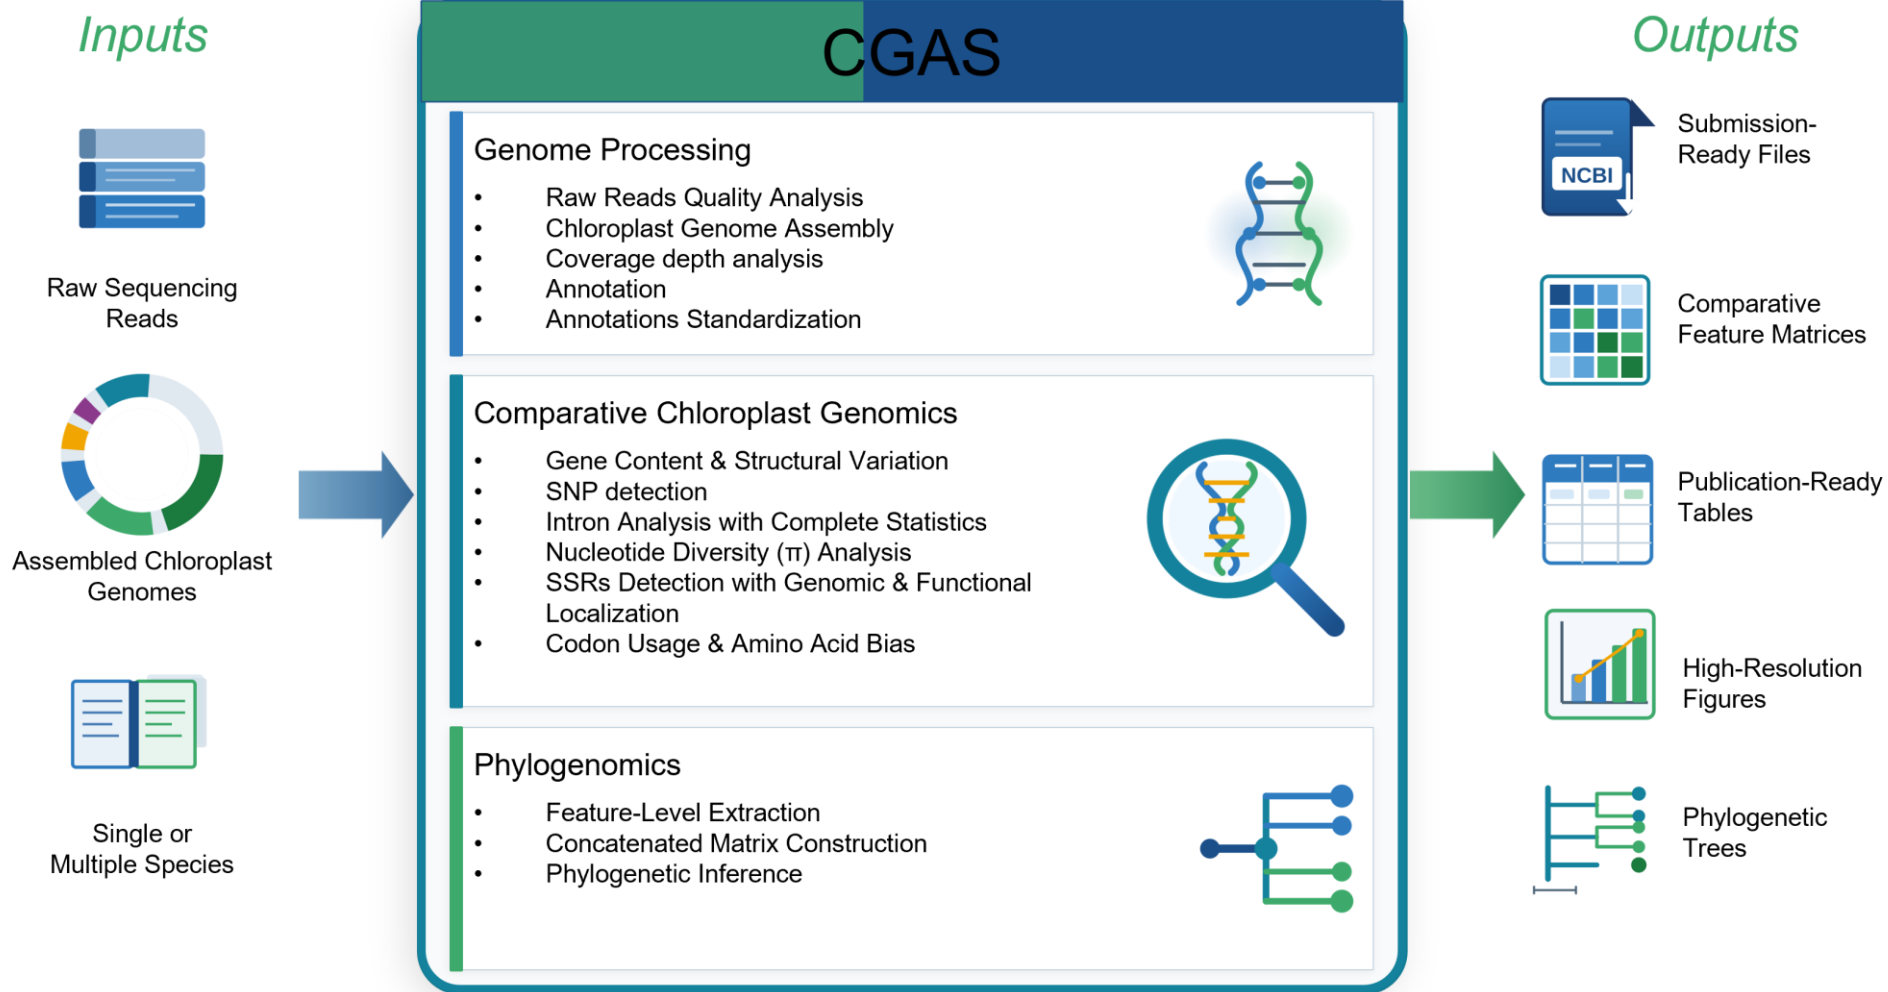 Inputs
Raw Sequencing
Reads
Assembled Chloroplast
Genomes
Single or
Multiple Species
CGAS
Genome Processing
• Raw Reads Quality Analysis
• Chloroplast Genome Assembly
• Coverage depth analysis
• Annotation
• Annotations Standardization
Comparative Chloroplast Genomics
• Gene Content & Structural Variation
• SNP detection
• Intron Analysis with Complete Statistics
• Nucleotide Diversity (π) Analysis
• SSRs Detection with Genomic & Functional
Localization
• Codon Usage & Amino Acid Bias
Phylogenomics
• Feature-Level Extraction
• Concatenated Matrix Construction
• Phylogenetic Inference
Outputs
NCBI
Submission-
Ready Files
Comparative
Feature Matrices
Publication-Ready
Tables
High-Resolution
Figures
Phylogenetic
Trees